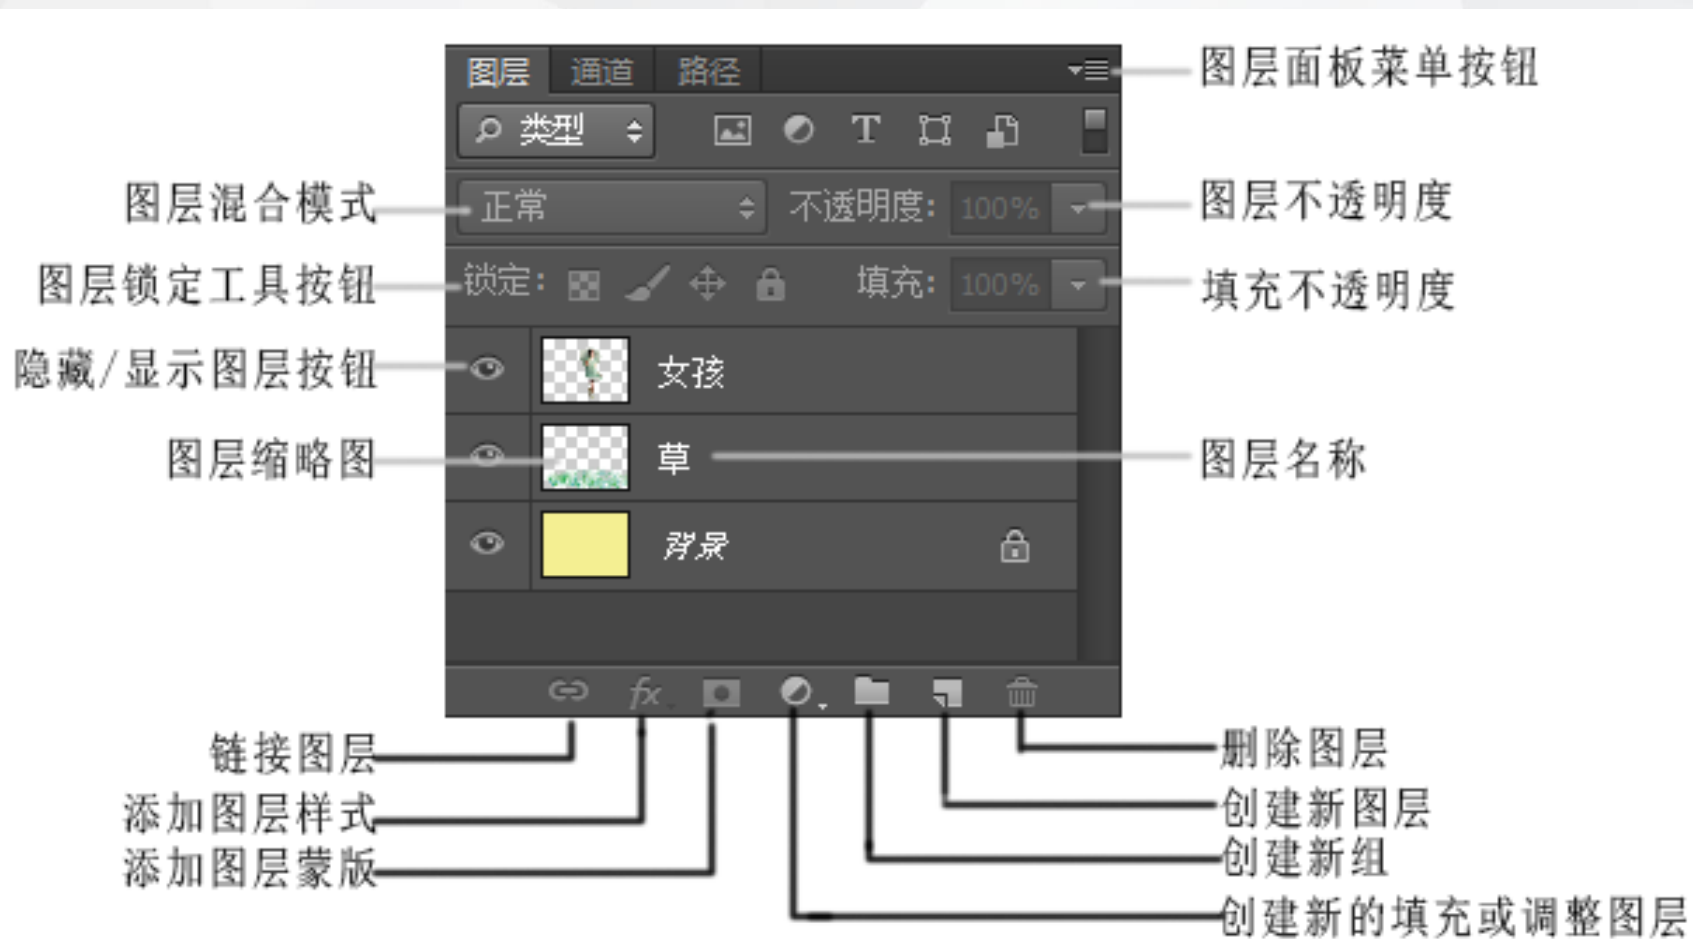 图层 通道 路径
图层面板菜单按钮
类型 T
图层混合模式
正常 不透明度: 100%
图层不透明度
图层锁定工具按钮
锁定: 填充: 100%
填充不透明度
隐藏/显示图层按钮
女孩
图层缩略图
草
图层名称
背景
fx
链接图层
删除图层
添加图层样式
创建新图层
添加图层蒙版
创建新组
创建新的填充或调整图层